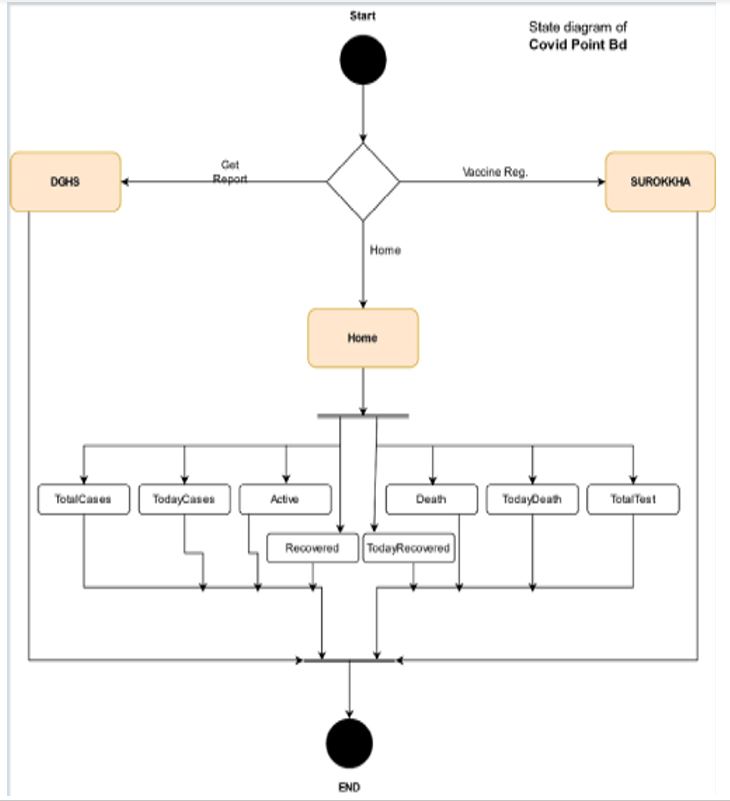 Start
State diagram of
Covid Point Bd
Get
Report
Vaccine Reg.
DGHS
SUROKKHA
Home
Home
TotalCases
TodayCases
Active
Death
TodayDeath
TotalTest
Recovered
TodayRecovered
END